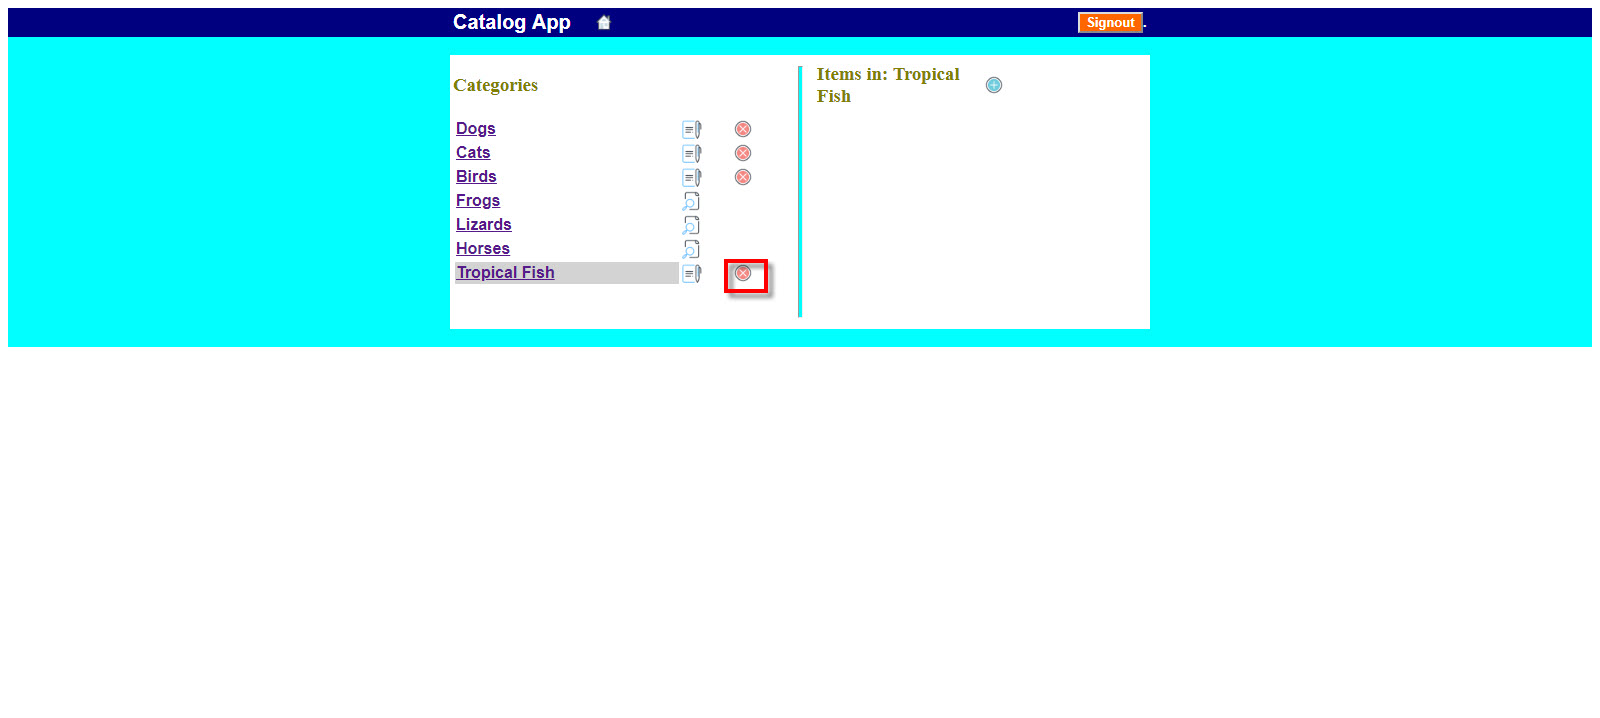 Catalog App
Signout.
Categories
Dogs
Cats
Birds
Frogs
Lizards
Horses
Tropical Fish
Items in: Tropical
Fish